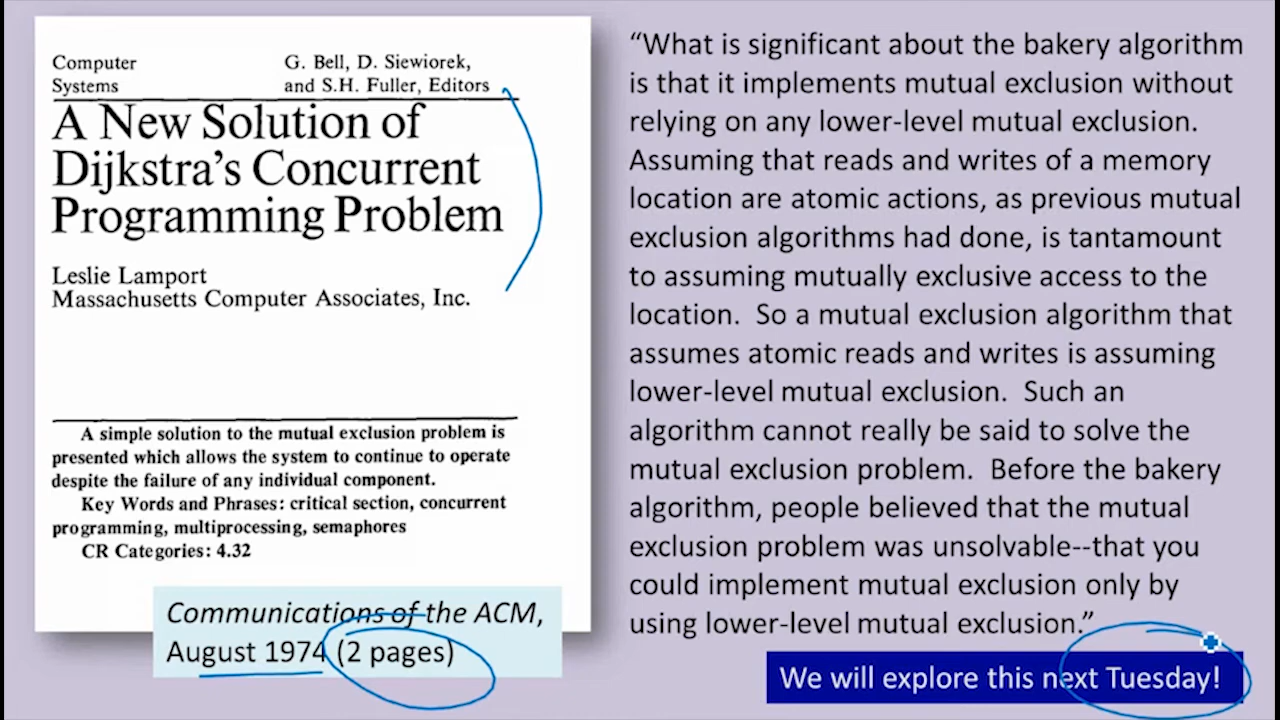 Computer
Systems
G. Bell, D. Siewiorek,
and S.H. Fuller, Editors
A New Solution of
Dijkstra's Concurrent
Programming Problem
Leslie Lamport
Massachusetts Computer Associates, Inc.
A simple solution to the mutual exclusion problem is
presented which allows the system to continue to operate
despite the failure of any individual component.
Key Words and Phrases: critical section, concurrent
programming, multiprocessing, semaphores
CR Categories: 4.32
Communications of the ACM,
August 1974 (2 pages)
“What is significant about the bakery algorithm
is that it implements mutual exclusion without
relying on any lower-level mutual exclusion.
Assuming that reads and writes of a memory
location are atomic actions, as previous mutual
exclusion algorithms had done, is tantamount
to assuming mutually exclusive access to the
location.  So a mutual exclusion algorithm that
assumes atomic reads and writes is assuming
lower-level mutual exclusion.  Such an
algorithm cannot really be said to solve the
mutual exclusion problem.  Before the bakery
algorithm, people believed that the mutual
exclusion problem was unsolvable--that you
could implement mutual exclusion only by
using lower-level mutual exclusion.”
We will explore this next Tuesday!